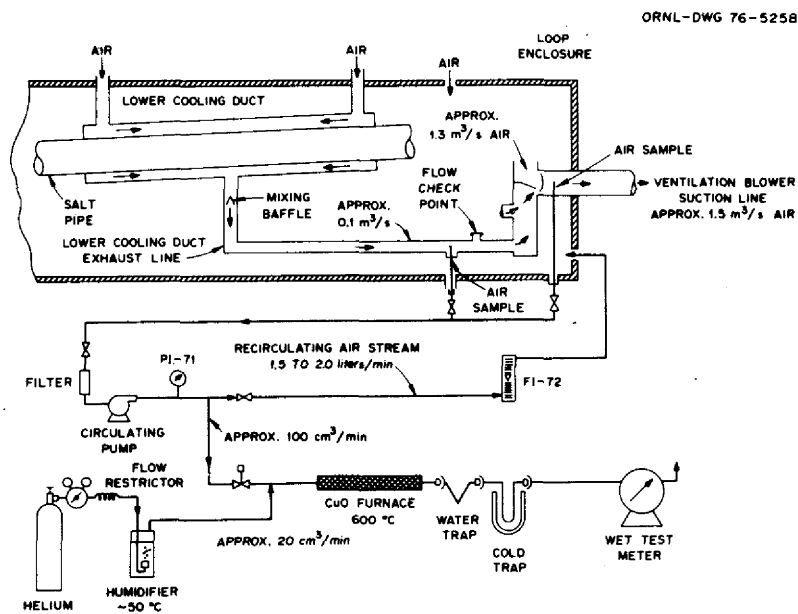 ORNL-DWG 76-5258
LOOP
ENCLOSURE
AIR
AIR
AIR
LOWER COOLING DUCT
APPROX.
1.3 m³/s AIR
AIR SAMPLE
FLOW
CHECK
POINT
VENTILATION BLOWER
SUCTION LINE
APPROX. 1.5 m³/s AIR
SALT
PIPE
MIXING
BAFFLE
APPROX.
0.1 m³/s
LOWER COOLING DUCT
EXHAUST LINE
AIR
SAMPLE
PI-71
RECIRCULATING AIR STREAM
1.5 TO 2.0 liters/min
FILTER
FI-72
CIRCULATING
PUMP
APPROX. 100 cm³/min
FLOW
RESTRICTOR
CuO FURNACE
600 °C
WATER
TRAP
COLD
TRAP
WET TEST
METER
APPROX. 20 cm³/min
HELIUM
HUMIDIFIER
~50 °C